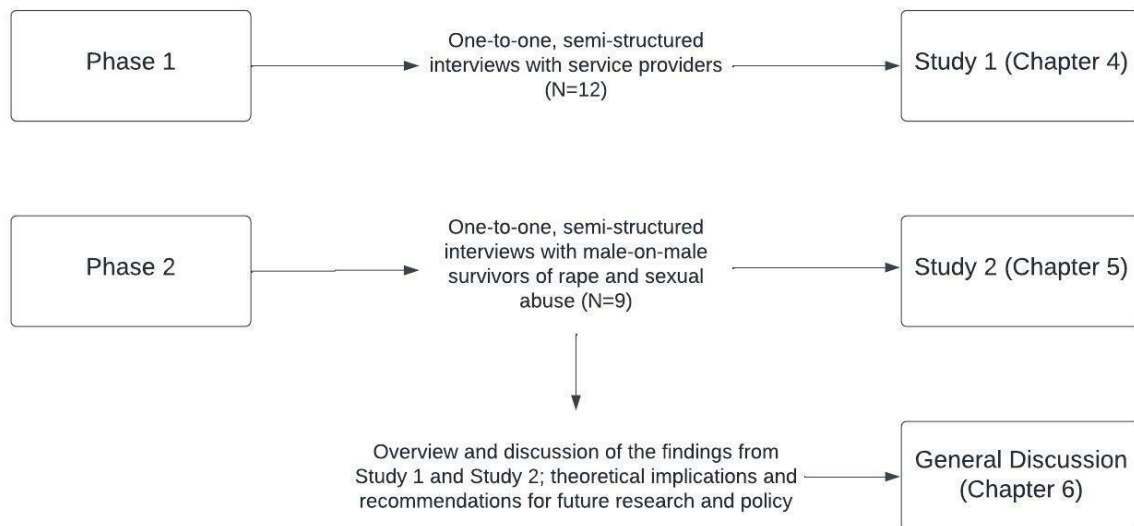 Phase 1
One-to-one, semi-structured
interviews with service providers
(N=12)
Study 1 (Chapter 4)
Phase 2
One-to-one, semi-structured
interviews with male-on-male
survivors of rape and sexual
abuse (N=9)
Study 2 (Chapter 5)
Overview and discussion of the findings from
Study 1 and Study 2; theoretical implications and
recommendations for future research and policy
General Discussion
(Chapter 6)